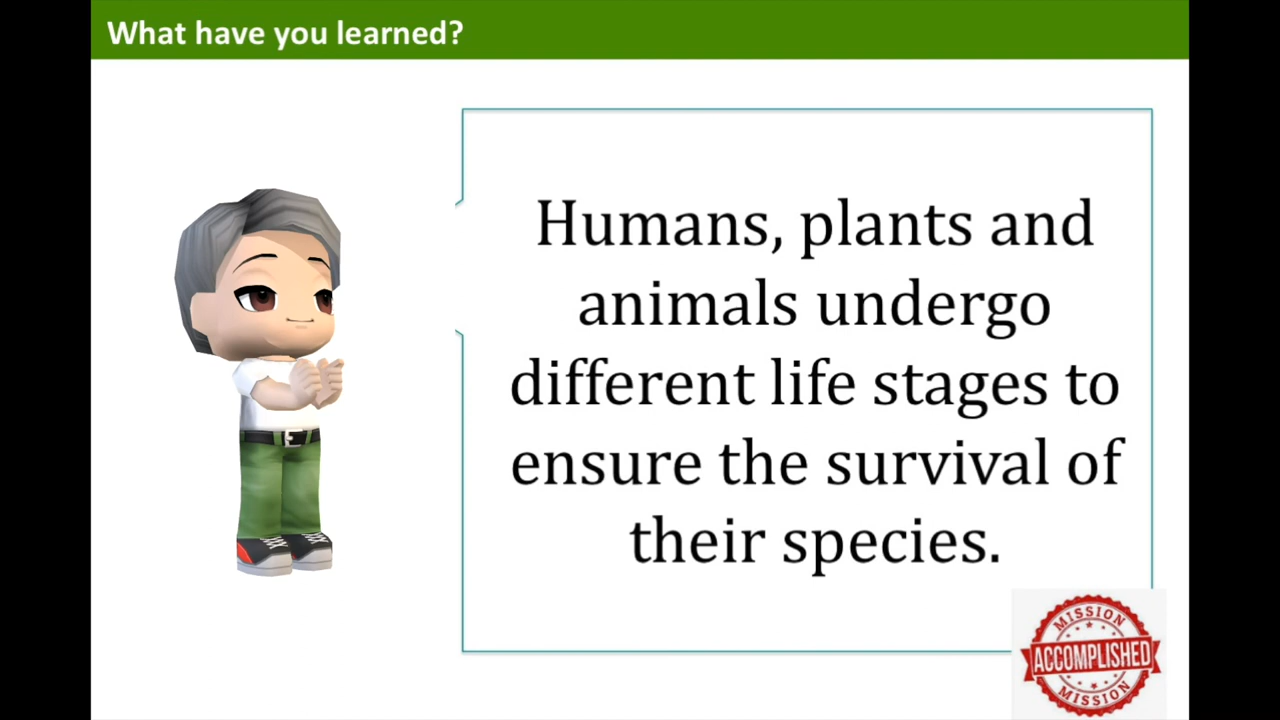 What have you learned?
Humans, plants and
animals undergo
different life stages to
ensure the survival of
their species.
MISSION
ACCOMPLISHED
MISSION